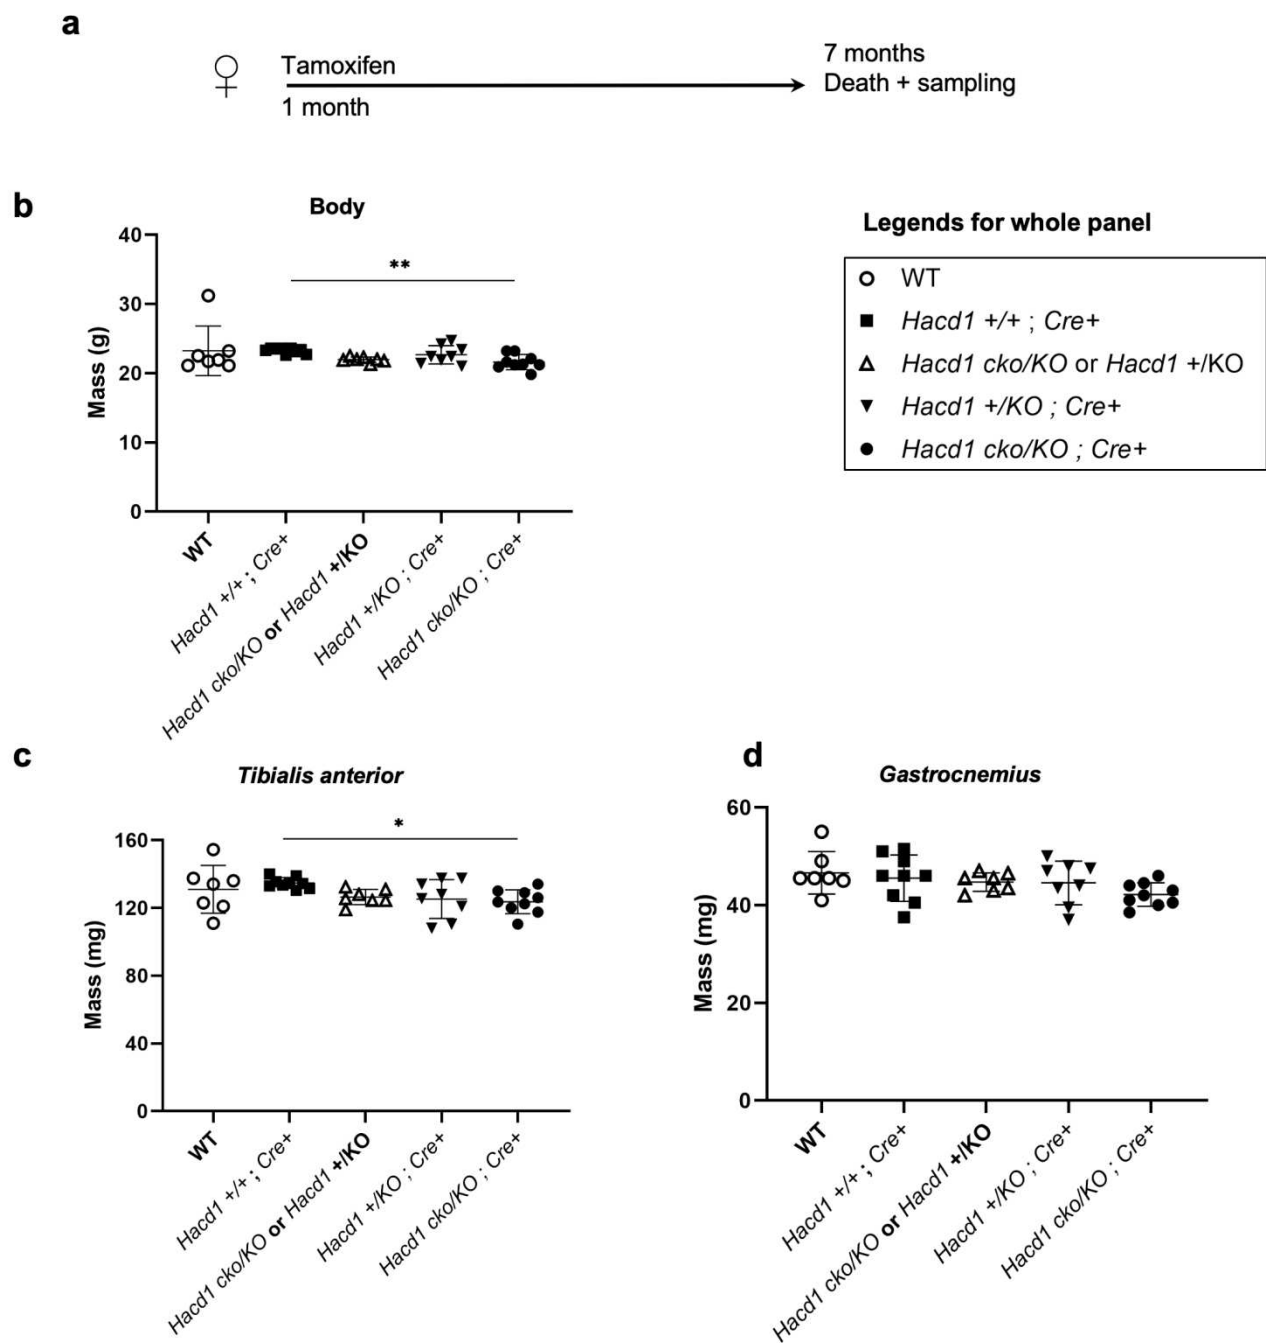 a
♀
Tamoxifen
1 month
7 months
Death + sampling
b
Body
Mass (g)
40
30
20
10
0
**
WT
Hacd1 +/+ ; Cre+
Hacd1 cko/KO or Hacd1 +/KO
Hacd1 +/KO ; Cre+
Hacd1 cko/KO ; Cre+
Legends for whole panel
WT
Hacd1 +/+ ; Cre+
Hacd1 cko/KO or Hacd1 +/KO
Hacd1 +/KO ; Cre+
Hacd1 cko/KO ; Cre+
c
Tibialis anterior
Mass (mg)
160
120
80
40
0
*
WT
Hacd1 +/+ ; Cre+
Hacd1 cko/KO or Hacd1 +/KO
Hacd1 +/KO ; Cre+
Hacd1 cko/KO ; Cre+
d
Gastrocnemius
Mass (mg)
60
40
20
0
WT
Hacd1 +/+ ; Cre+
Hacd1 cko/KO or Hacd1 +/KO
Hacd1 +/KO ; Cre+
Hacd1 cko/KO ; Cre+